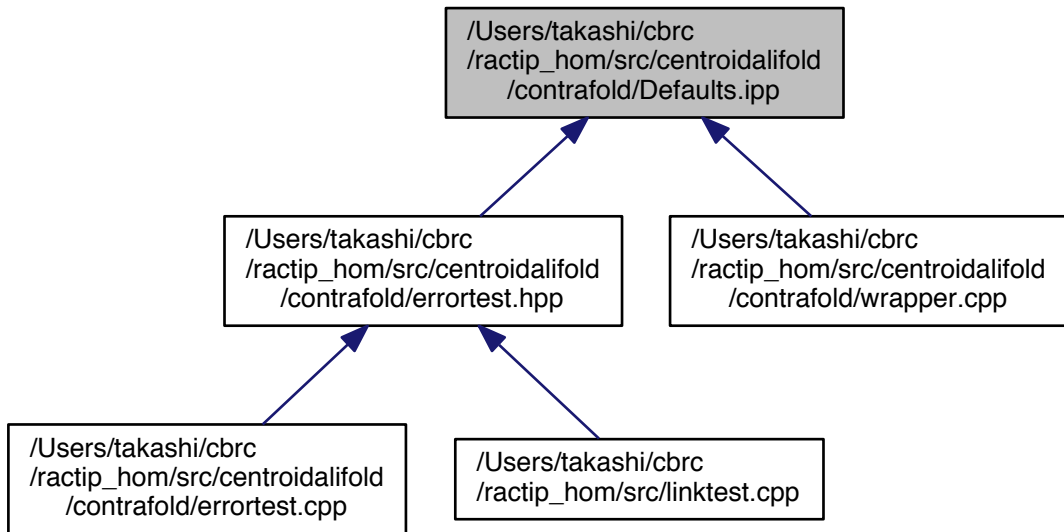 /Users/takashi/cbrc
/ractip_hom/src/centroidalifold
/contrafold/Defaults.ipp
/Users/takashi/cbrc
/ractip_hom/src/centroidalifold
/contrafold/errortest.hpp
/Users/takashi/cbrc
/ractip_hom/src/centroidalifold
/contrafold/wrapper.cpp
/Users/takashi/cbrc
/ractip_hom/src/centroidalifold
/contrafold/errortest.cpp
/Users/takashi/cbrc
/ractip_hom/src/linktest.cpp